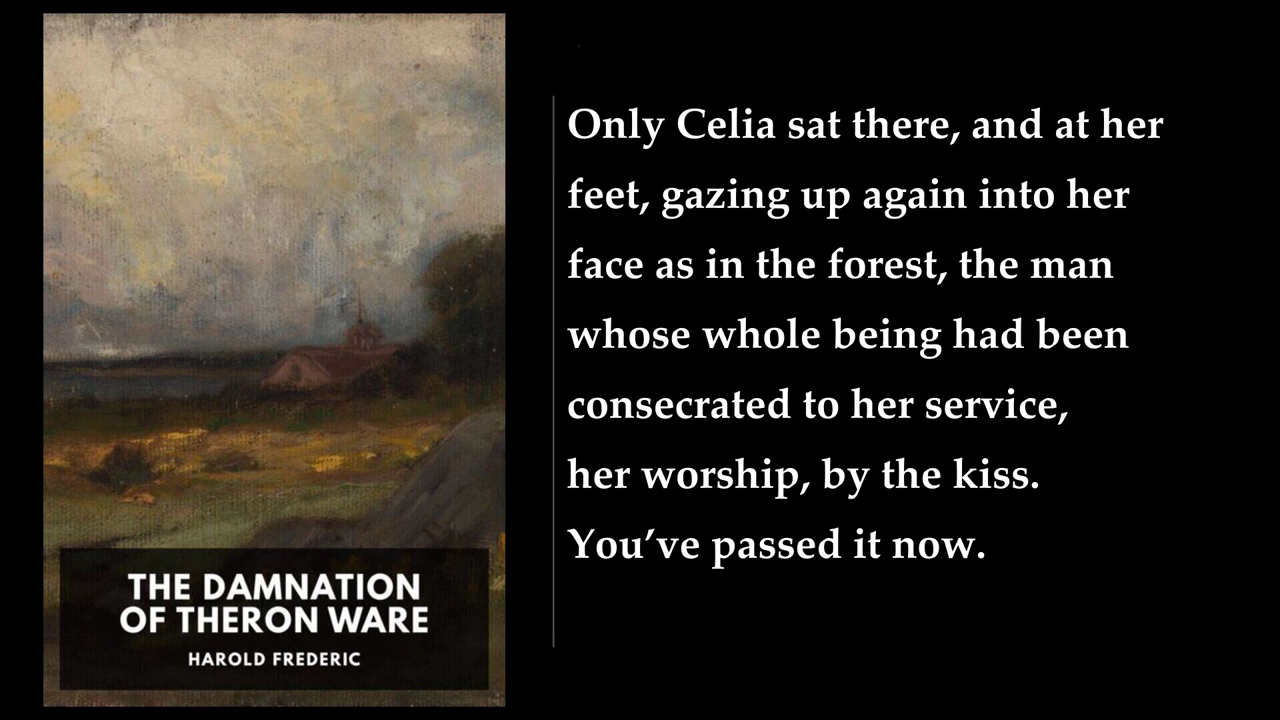 THE DAMNATION
OF THERON WARE
HAROLD FREDERIC
Only Celia sat there, and at her
feet, gazing up again into her
face as in the forest, the man
whose whole being had been
consecrated to her service,
her worship, by the kiss.
You’ve passed it now.